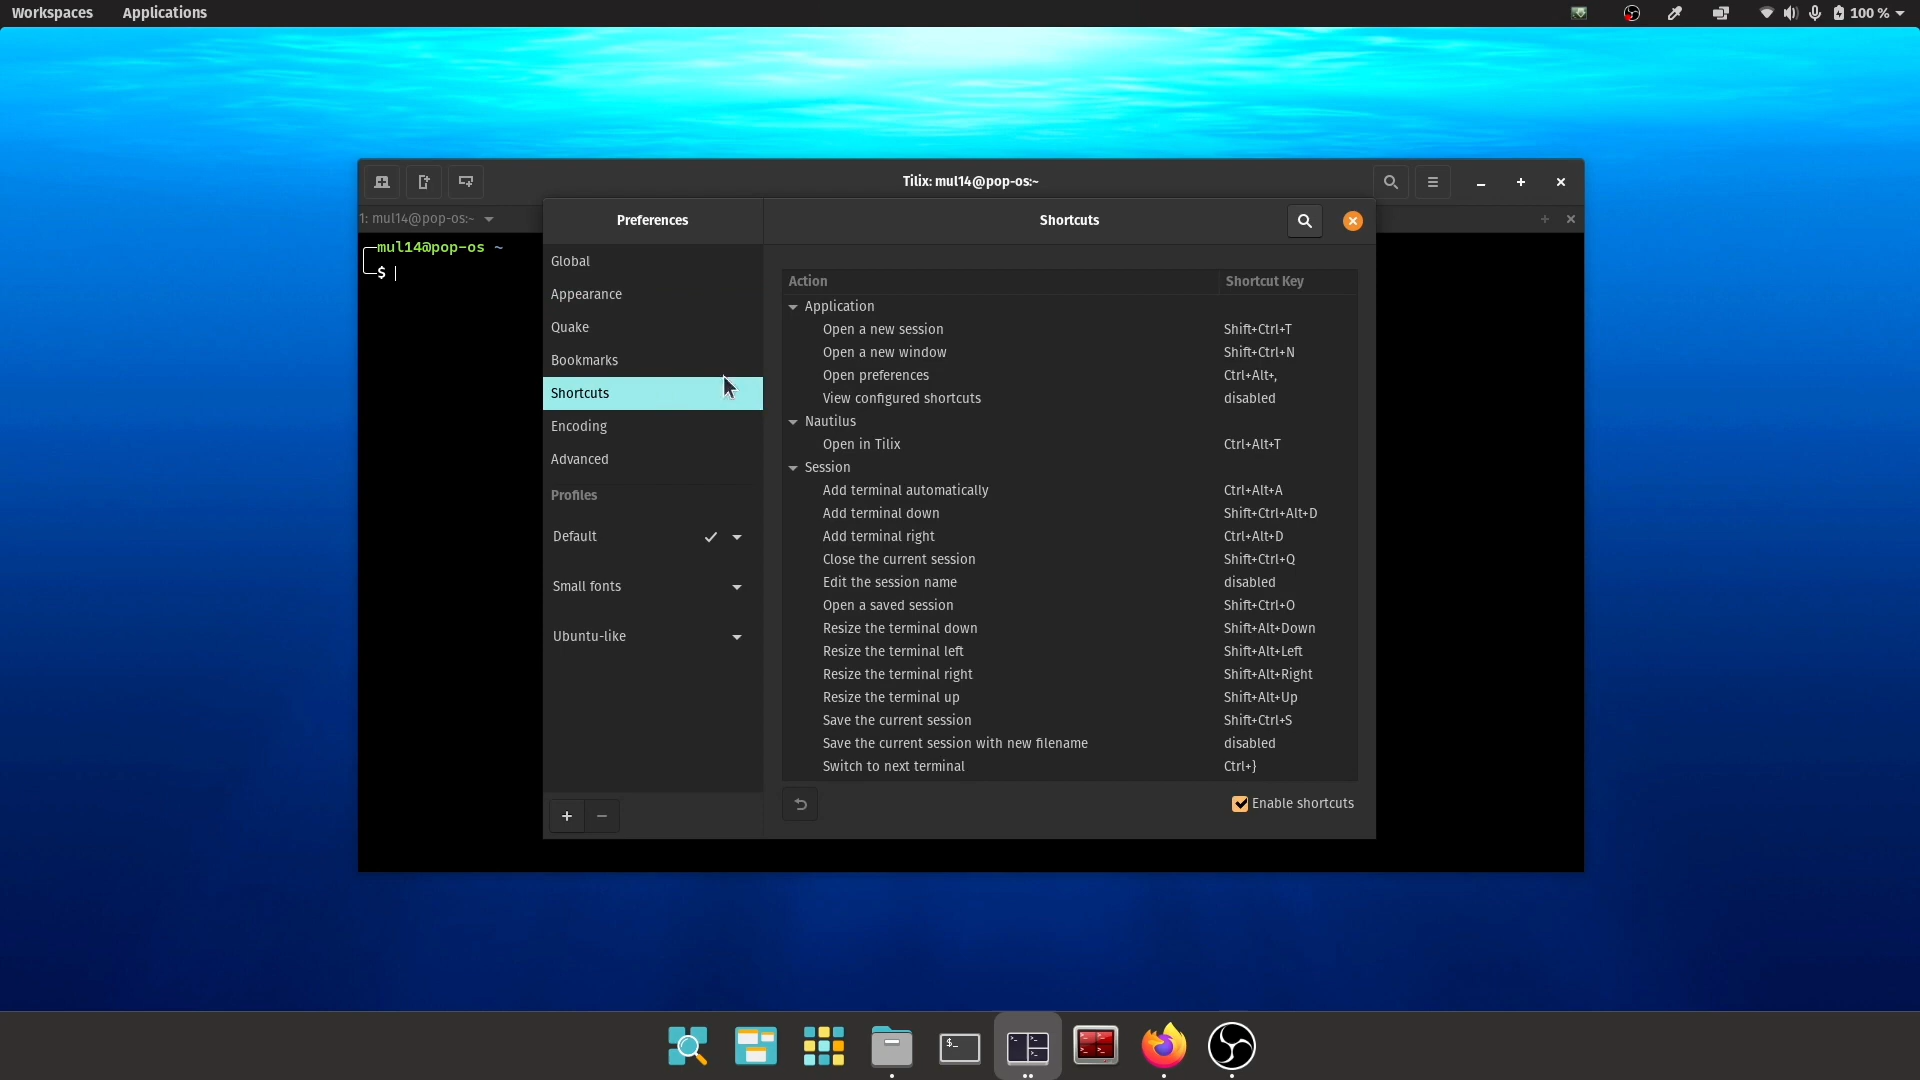 Workspaces Applications 100 %
Tilix: mul14@pop-os:~
1: mul14@pop-os:~
mul14@pop-os ~
$
Preferences
Global
Appearance
Quake
Bookmarks
Shortcuts
Encoding
Advanced
Profiles
Default
Small fonts
Ubuntu-like
Shortcuts
Action Shortcut Key
Application
Open a new session Shift+Ctrl+T
Open a new window Shift+Ctrl+N
Open preferences Ctrl+Alt+,
View configured shortcuts disabled
Nautilus
Open in Tilix Ctrl+Alt+T
Session
Add terminal automatically Ctrl+Alt+A
Add terminal down Shift+Ctrl+Alt+D
Add terminal right Ctrl+Alt+D
Close the current session Shift+Ctrl+Q
Edit the session name disabled
Open a saved session Shift+Ctrl+O
Resize the terminal down Shift+Alt+Down
Resize the terminal left Shift+Alt+Left
Resize the terminal right Shift+Alt+Right
Resize the terminal up Shift+Alt+Up
Save the current session Shift+Ctrl+S
Save the current session with new filename disabled
Switch to next terminal Ctrl+}
Enable shortcuts